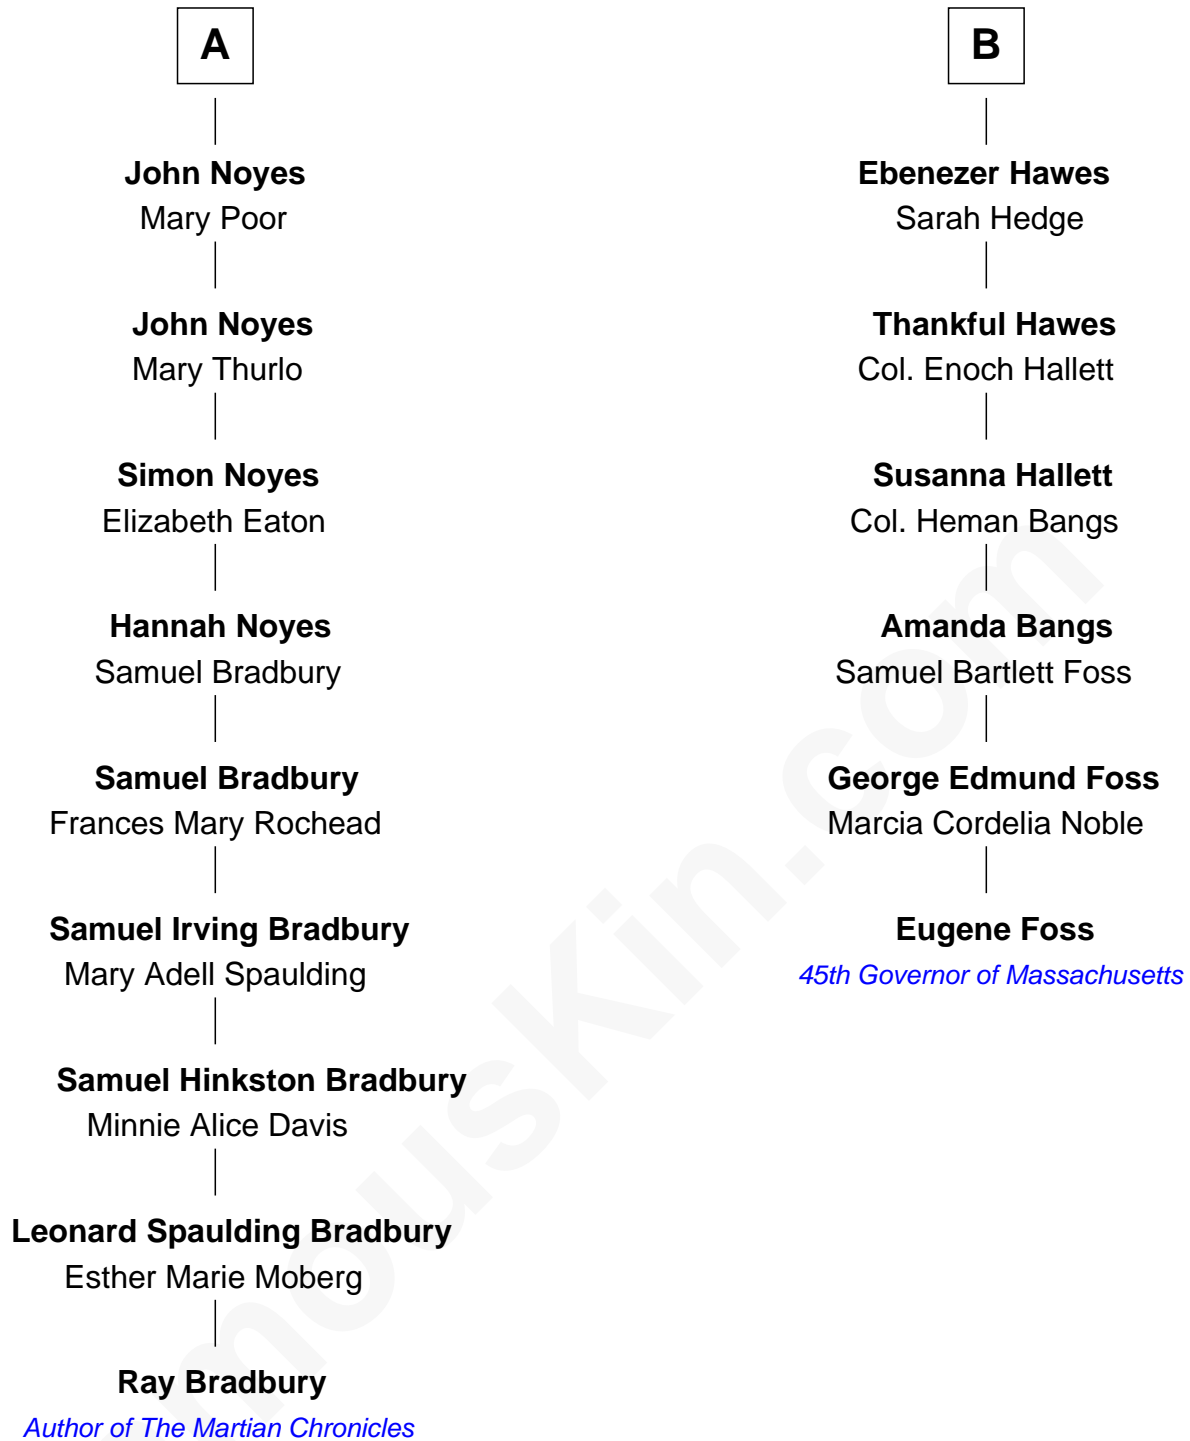 A
John Noyes
Mary Poor
John Noyes
Mary Thurlo
Simon Noyes
Elizabeth Eaton
Hannah Noyes
Samuel Bradbury
Samuel Bradbury
Frances Mary Rochead
Samuel Irving Bradbury
Mary Adell Spaulding
Samuel Hinkston Bradbury
Minnie Alice Davis
Leonard Spaulding Bradbury
Esther Marie Moberg
Ray Bradbury
Author of The Martian Chronicles
B
Ebenezer Hawes
Sarah Hedge
Thankful Hawes
Col. Enoch Hallett
Susanna Hallett
Col. Heman Bangs
Amanda Bangs
Samuel Bartlett Foss
George Edmund Foss
Marcia Cordelia Noble
Eugene Foss
45th Governor of Massachusetts
mousKin.com